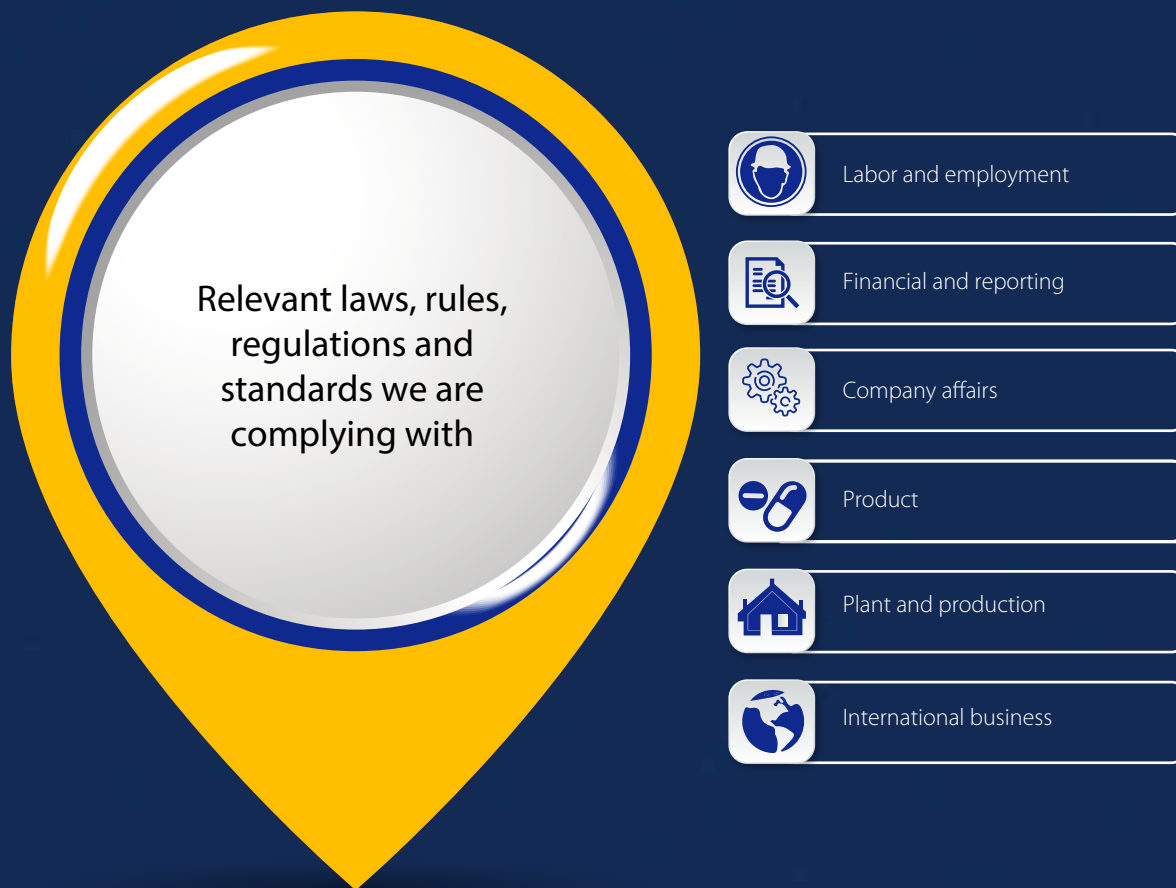 Relevant laws, rules,
regulations and
standards we are
complying with
Labor and employment
Financial and reporting
Company affairs
Product
Plant and production
International business